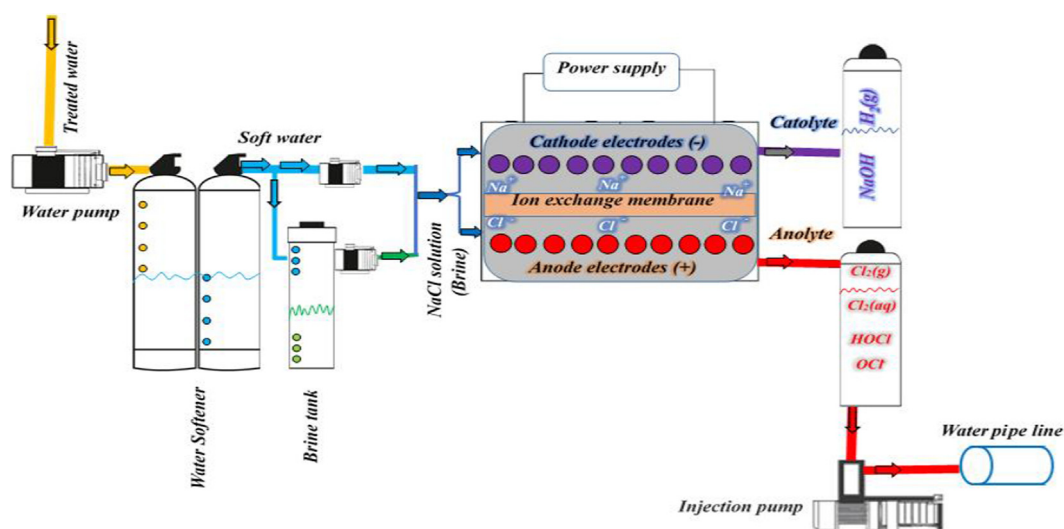 Treated water
Water pump
Soft water
Water Softener
Brine tank
NaCl solution
(Brine)
Power supply
Cathode electrodes (-)
Na⁺ Na⁺ Na⁺
Ion exchange membrane
Cl⁻ Cl⁻ Cl⁻
Anode electrodes (+)
Catolyte
H₂(g)
NaOH
Anolyte
Cl₂(g)
Cl₂(aq)
HOCl
OCl⁻
Water pipe line
Injection pump